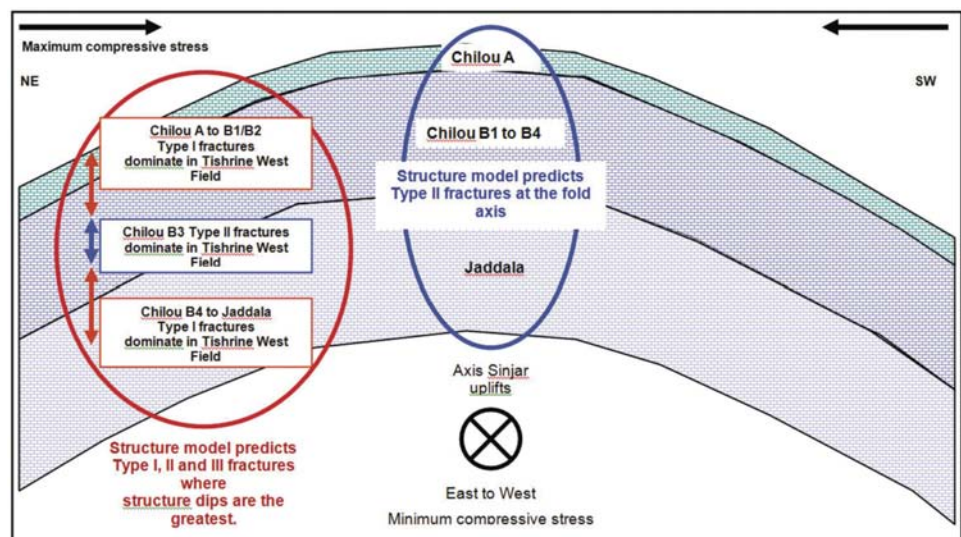 Maximum compressive stress
NE
SW
Chilou A
Chilou A to B1/B2
Type I fractures
dominate in Tishrine West
Field
Chilou B1 to B4
Structure model predicts
Type II fractures at the fold
axis
Chilou B3 Type II fractures
dominate in Tishrine West
Field
Jaddala
Chilou B4 to Jaddala
Type I fractures
dominate in Tishrine West
Field
Axis Sinjar
uplifts
Structure model predicts
Type I, II and III fractures
where
structure dips are the
greatest.
East to West
Minimum compressive stress